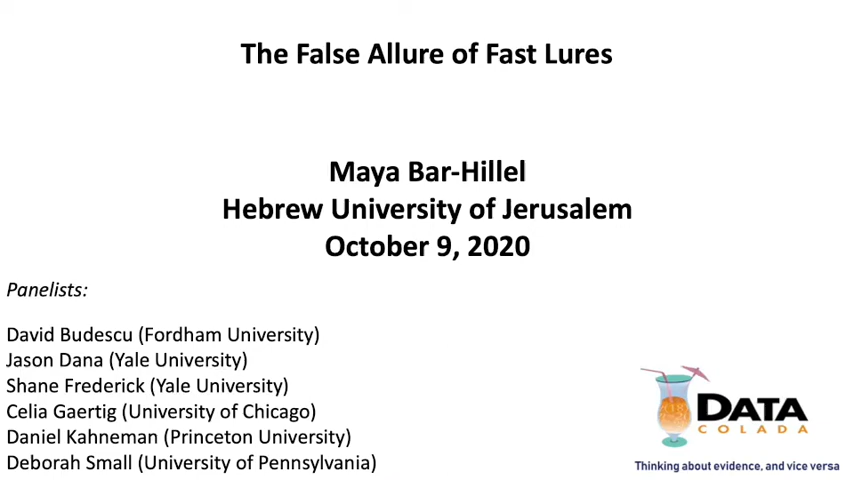 The False Allure of Fast Lures
Maya Bar-Hillel
Hebrew University of Jerusalem
October 9, 2020
Panelists:
David Budescu (Fordham University)
Jason Dana (Yale University)
Shane Frederick (Yale University)
Celia Gaertig (University of Chicago)
Daniel Kahneman (Princeton University)
Deborah Small (University of Pennsylvania)
DATA
COLADA
Thinking about evidence, and vice versa